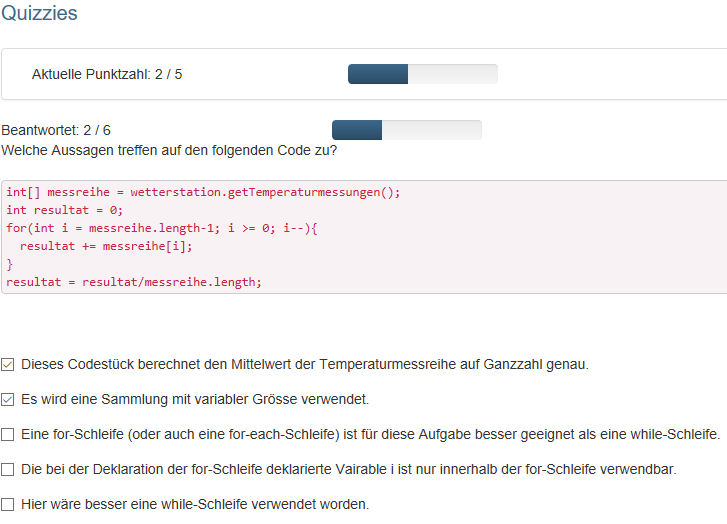 Quizzies
Aktuelle Punktzahl: 2 / 5
Beantwortet: 2 / 6
Welche Aussagen treffen auf den folgenden Code zu?
int[] messreihe = wetterstation.getTemperaturmessungen();
int resultat = 0;
for(int i = messreihe.length-1; i >= 0; i--){
  resultat += messreihe[i];
}
resultat = resultat/messreihe.length;
Dieses Codestück berechnet den Mittelwert der Temperaturmessreihe auf Ganzzahl genau.
Es wird eine Sammlung mit variabler Grösse verwendet.
Eine for-Schleife (oder auch eine for-each-Schleife) ist für diese Aufgabe besser geeignet als eine while-Schleife.
Die bei der Deklaration der for-Schleife deklarierte Vairable i ist nur innerhalb der for-Schleife verwendbar.
Hier wäre besser eine while-Schleife verwendet worden.